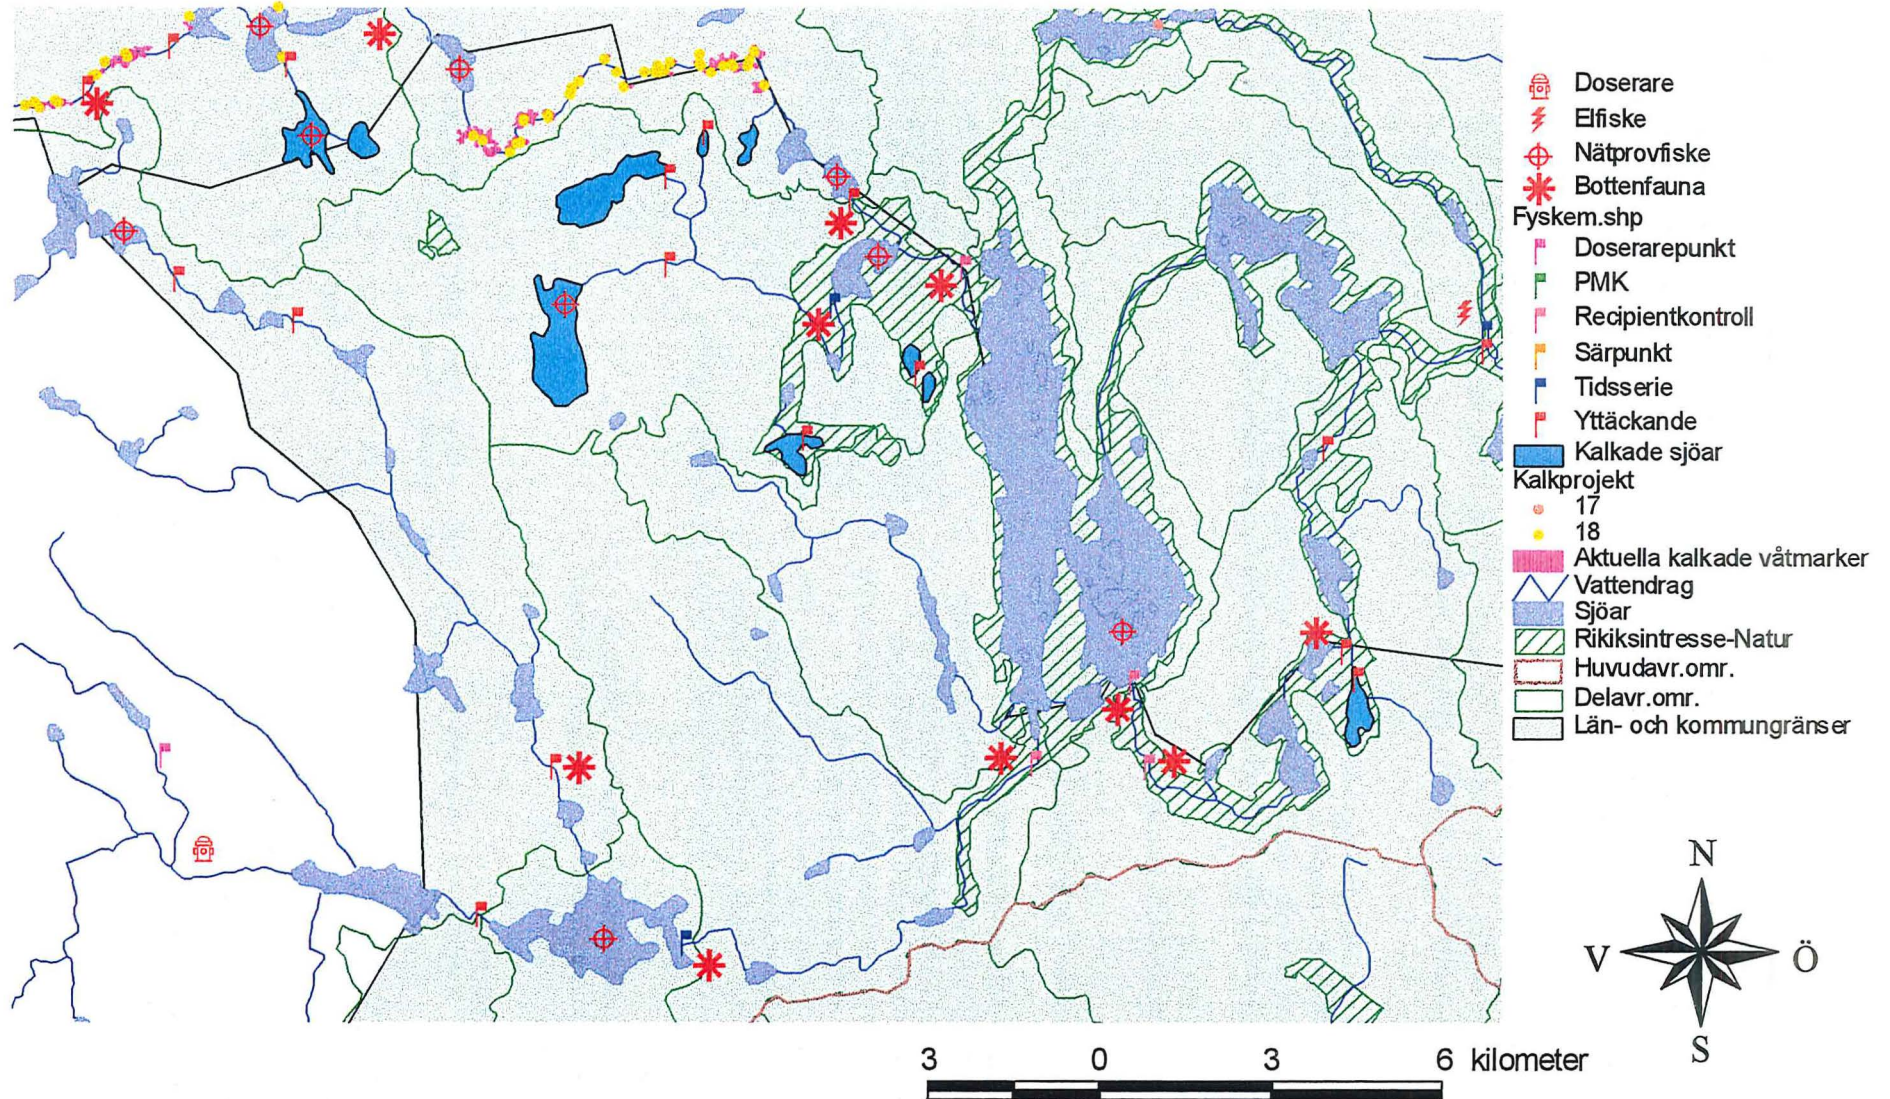 Doserare
Elfiske
Nätprovfiske
Bottenfauna
Fyskem.shp
Doserarepunkt
PMK
Recipientkontroll
Särpunkt
Tidsserie
Yttäckande
Kalkade sjöar
Kalkprojekt
17
18
Aktuella kalkade våtmarker
Vattendrag
Sjöar
Rikiksintresse-Natur
Huvudavr.omr.
Delavr.omr.
Län- och kommungränser
N
V Ö
S
3 0 3 6 kilometer